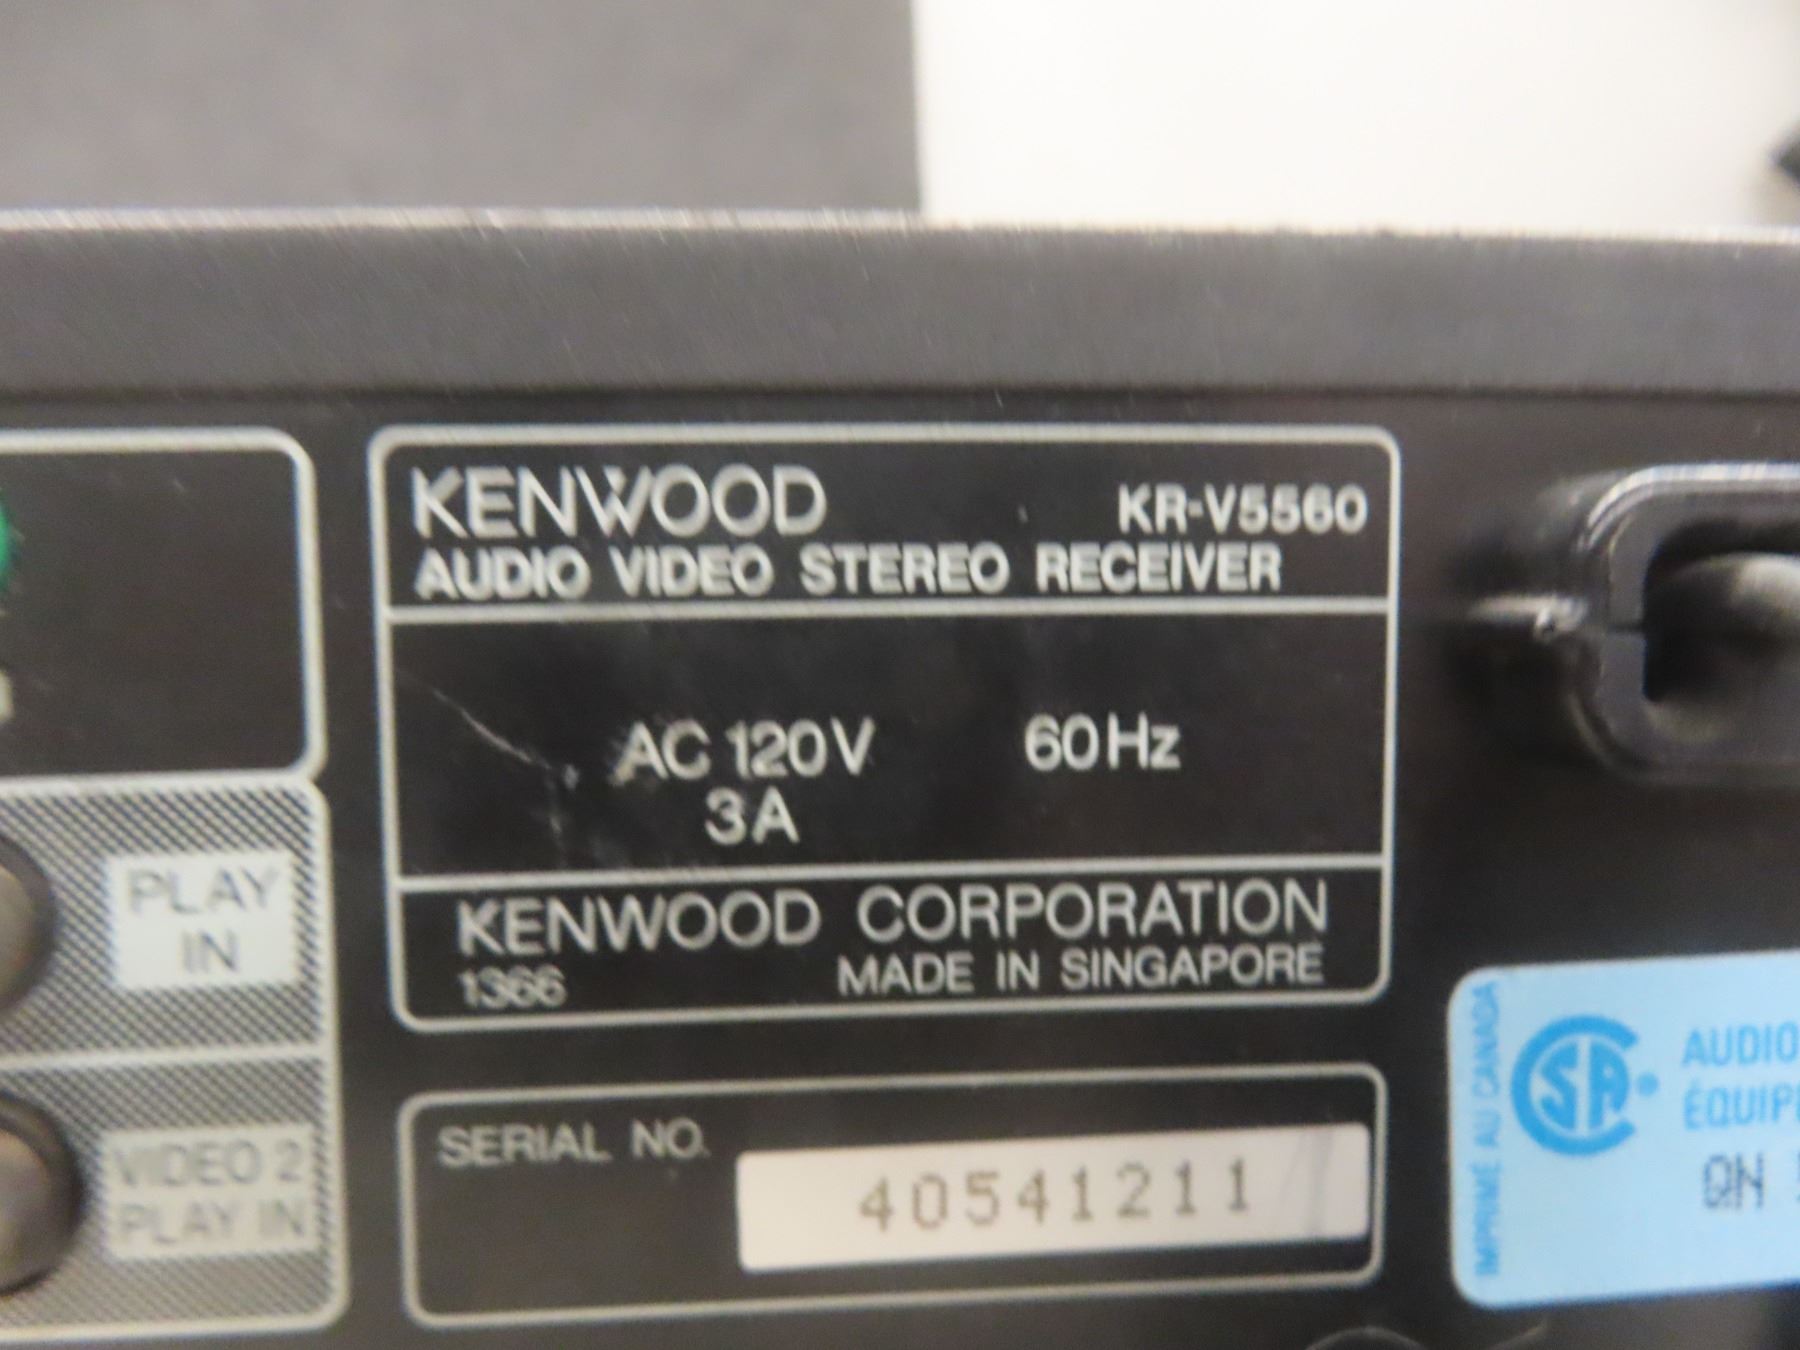 KENWOOD KR-V5560
AUDIO VIDEO STEREO RECEIVER
AC 120V 60Hz
3A
KENWOOD CORPORATION
1366 MADE IN SINGAPORE
SERIAL NO. 40541211
PLAY
IN
VIDEO 2
PLAY IN
IMPRIMÉ AU CANADA
AUDIO
QN